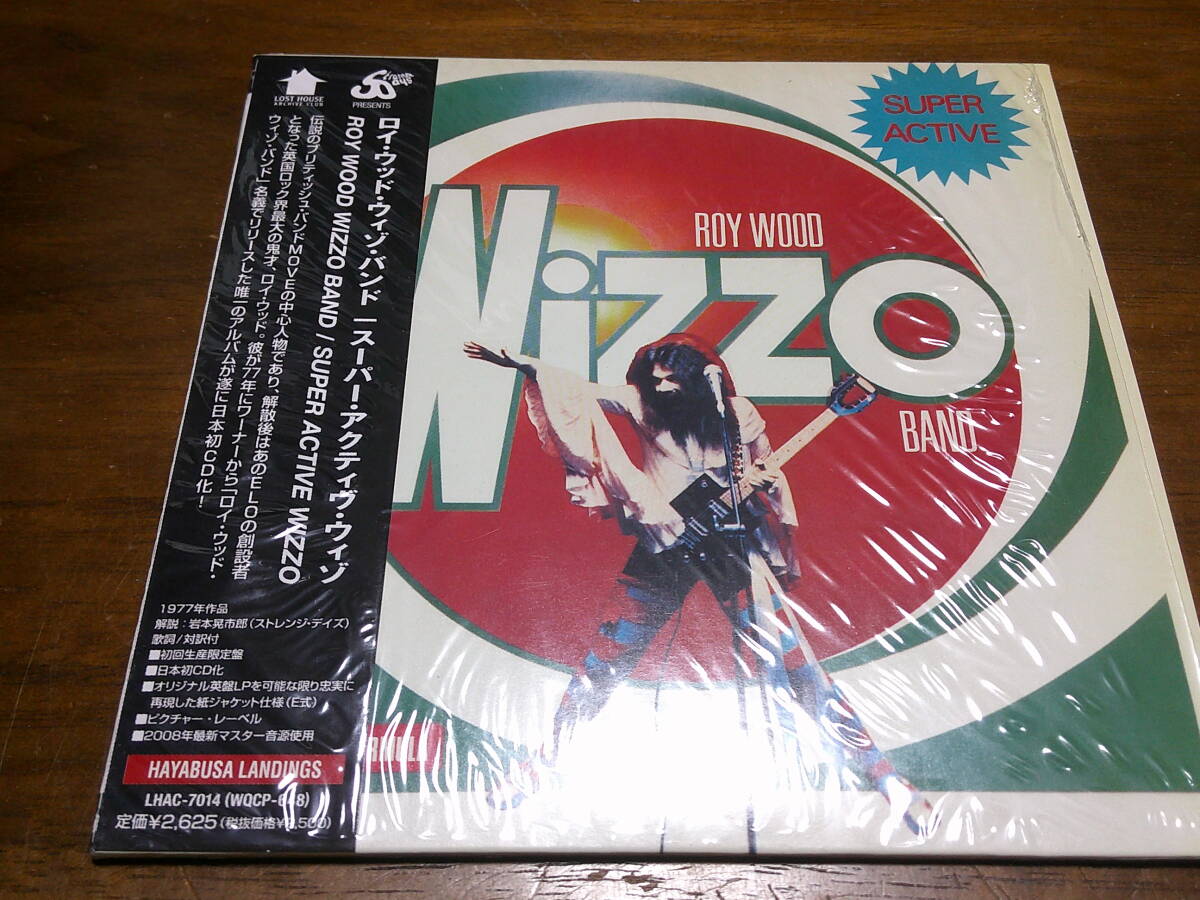 LOST HOUSE
ARCHIVE CLUB
Strange Days
PRESENTS
ロイ・ウッド・ウィゾ・バンド ースーパー・アクティヴ・ウィゾ
ROY WOOD WIZZO BAND / SUPER ACTIVE WIZZO
伝説のブリティッシュ・バンドMOVEの中心人物であり、解散後はあのELOの創設者
となった英国ロック界最大の鬼才、ロイ・ウッド。彼が77年にワーナーから「ロイ・ウッド・
ウィゾ・バンド」名義でリリースした唯一のアルバムが遂に日本初CD化!
1977年作品
解説:岩本晃市郎(ストレンジ・デイズ)
歌詞/対訳付
■初回生産限定盤
■日本初CD化
■オリジナル英盤LPを可能な限り忠実に
再現した紙ジャケット仕様(E式)
■ピクチャー・レーベル
■2008年最新マスター音源使用
HAYABUSA LANDINGS
LHAC-7014 (WQCP-648)
定価¥2,625(税抜価格¥2,500)
SUPER
ACTIVE
ROY WOOD
Wizzo
BAND